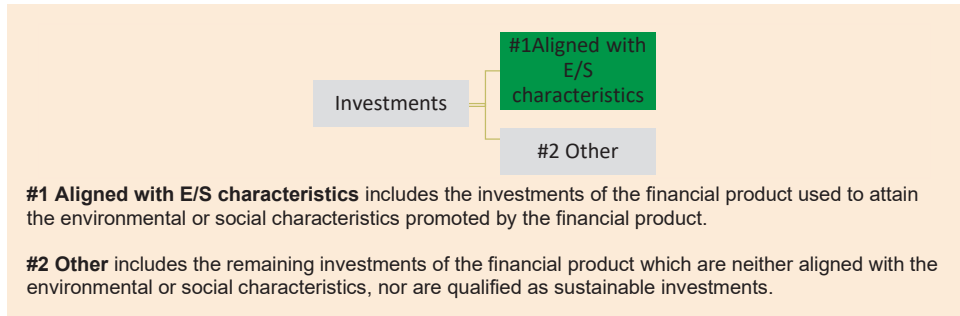 #1Aligned with
E/S
characteristics
Investments
#2 Other
#1 Aligned with E/S characteristics includes the investments of the financial product used to attain
the environmental or social characteristics promoted by the financial product.
#2 Other includes the remaining investments of the financial product which are neither aligned with the
environmental or social characteristics, nor are qualified as sustainable investments.